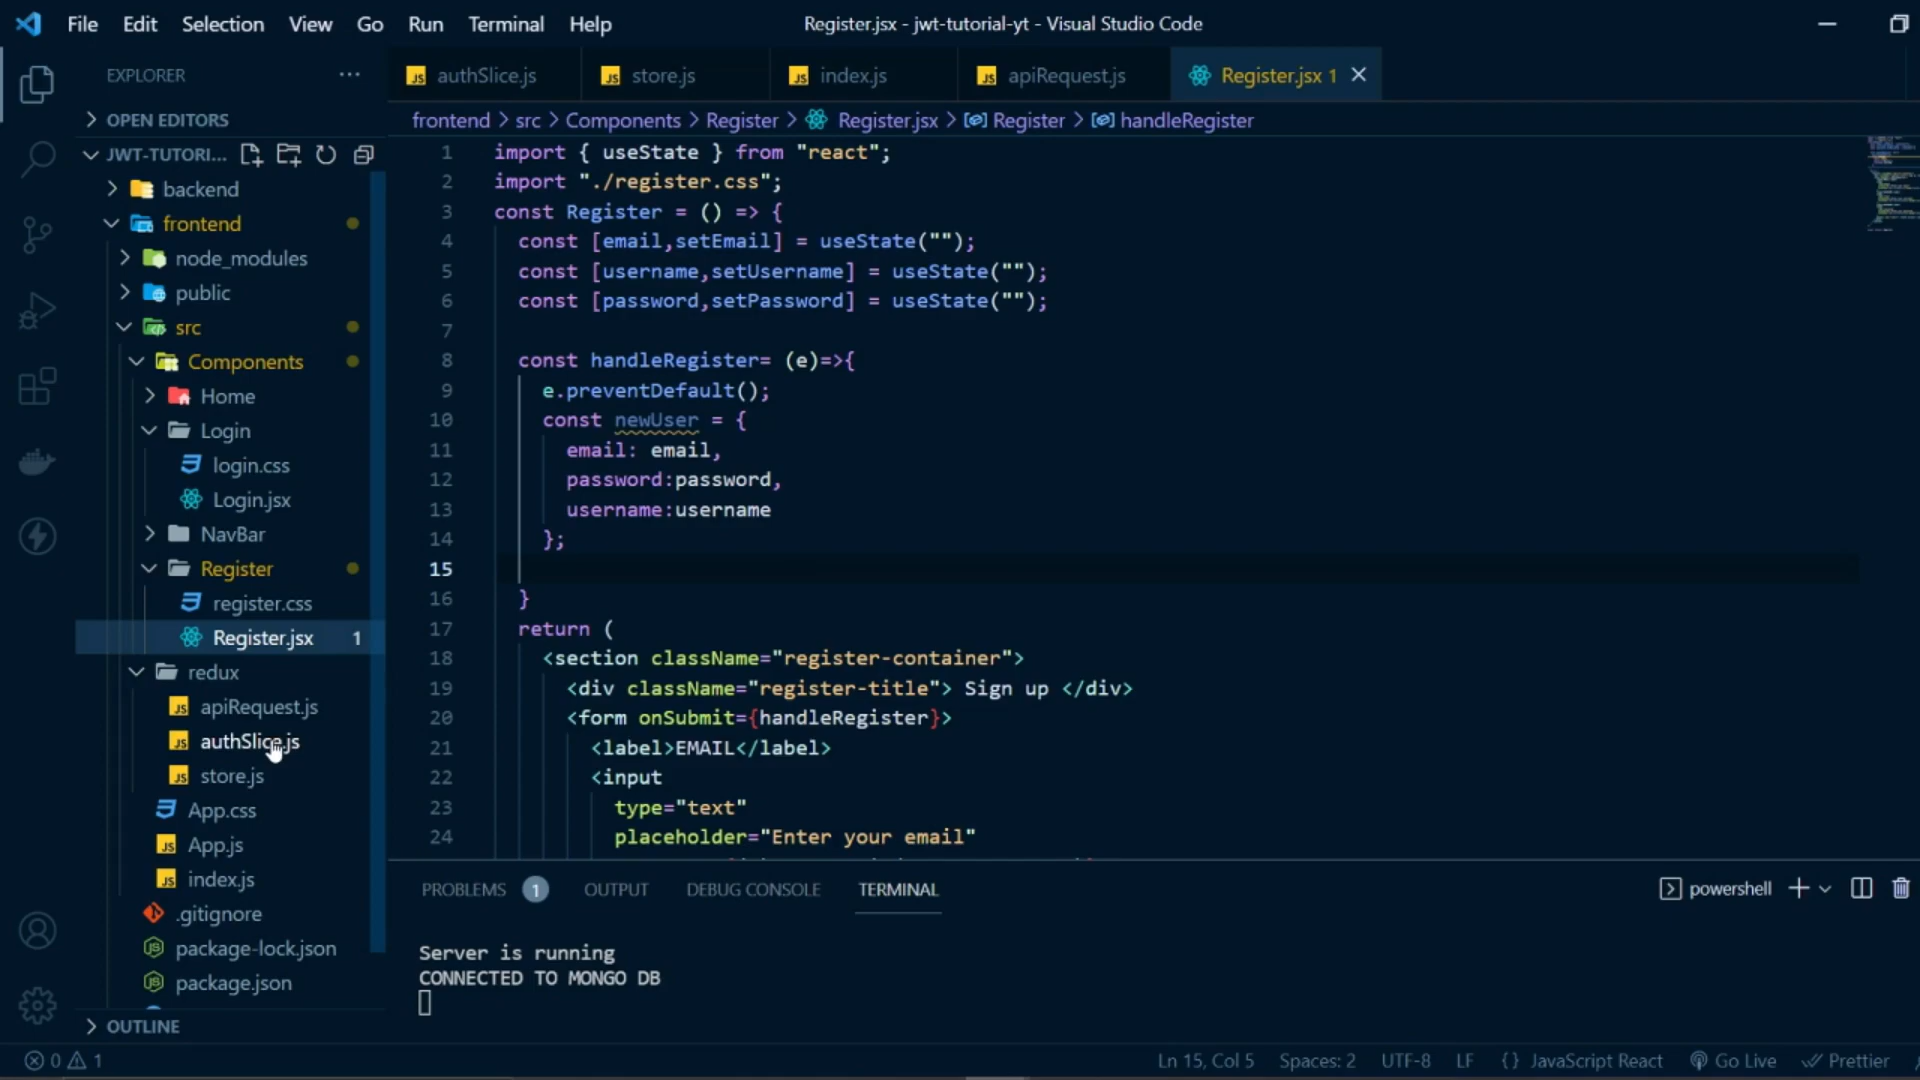 File Edit Selection View Go Run Terminal Help
Register.jsx - jwt-tutorial-yt - Visual Studio Code
EXPLORER
OPEN EDITORS
JWT-TUTORI...
backend
frontend
node_modules
public
src
Components
Home
Login
login.css
Login.jsx
NavBar
Register
register.css
Register.jsx 1
redux
apiRequest.js
authSlice.js
store.js
App.css
App.js
index.js
.gitignore
package-lock.json
package.json
OUTLINE
authSlice.js store.js index.js apiRequest.js Register.jsx 1
frontend > src > Components > Register > Register.jsx > Register > handleRegister
1 import { useState } from "react";
2 import "./register.css";
3 const Register = () => {
4 const [email,setEmail] = useState("");
5 const [username,setUsername] = useState("");
6 const [password,setPassword] = useState("");
7
8 const handleRegister= (e)=>{
9 e.preventDefault();
10 const newUser = {
11 email: email,
12 password:password,
13 username:username
14 };
15
16 }
17 return (
18 <section className="register-container">
19 <div className="register-title"> Sign up </div>
20 <form onSubmit={handleRegister}>
21 <label>EMAIL</label>
22 <input
23 type="text"
24 placeholder="Enter your email"
PROBLEMS 1 OUTPUT DEBUG CONSOLE TERMINAL
powershell
Server is running
CONNECTED TO MONGO DB
0 1
Ln 15, Col 5 Spaces: 2 UTF-8 LF {} JavaScript React Go Live Prettier